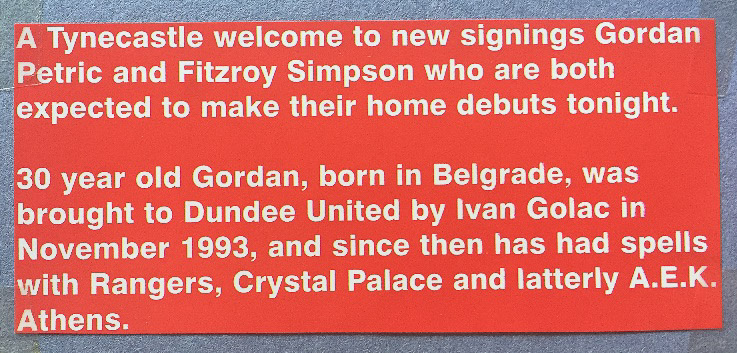 A Tynecastle welcome to new signings Gordan
Petric and Fitzroy Simpson who are both
expected to make their home debuts tonight.
30 year old Gordan, born in Belgrade, was
brought to Dundee United by Ivan Golac in
November 1993, and since then has had spells
with Rangers, Crystal Palace and latterly A.E.K.
Athens.